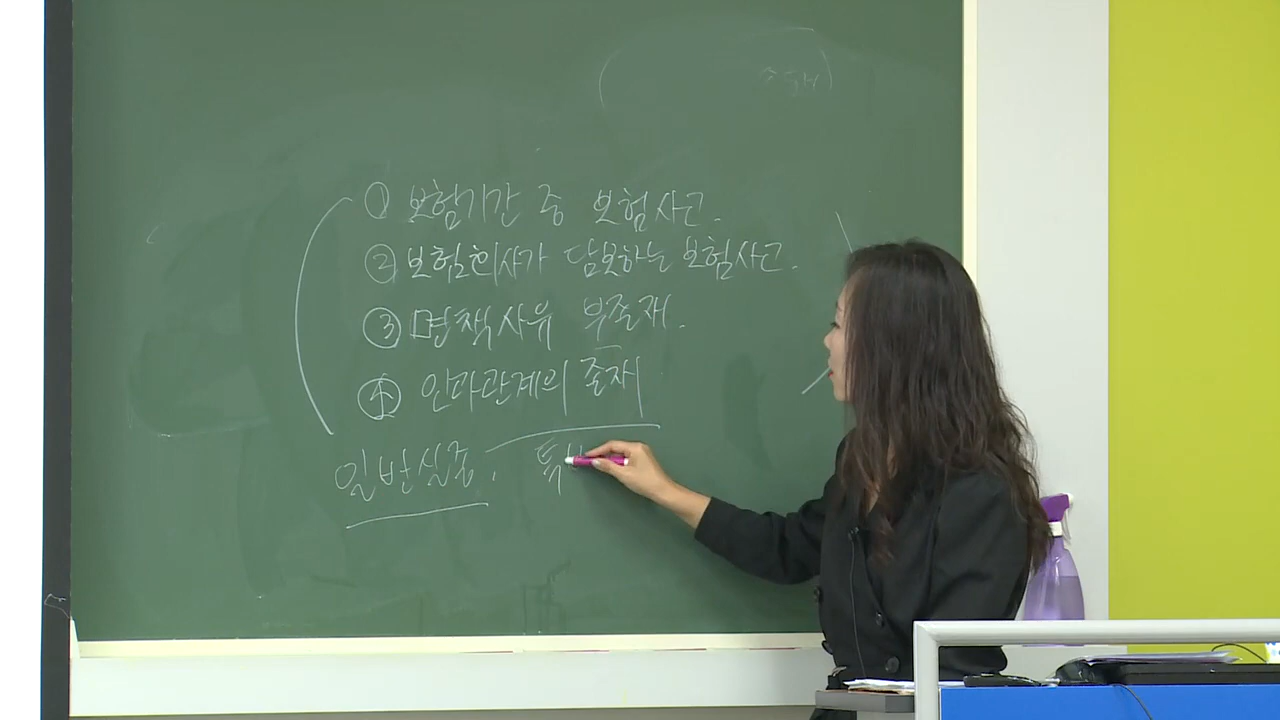 ① 보험기간 중 보험사고.
② 보험회사가 담보하는 보험사고.
③ 면책사유 부존재.
④ 인과관계의 존재
일반실종,